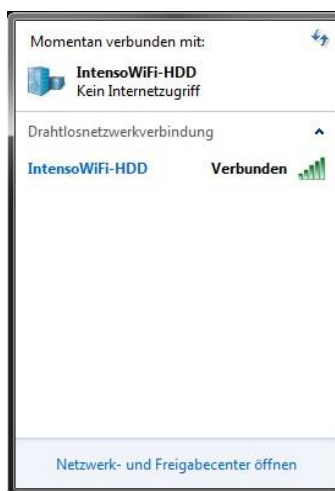 Momentan verbunden mit:
IntensoWiFi-HDD
Kein Internetzugriff
Drahtlosnetzwerkverbindung
IntensoWiFi-HDD Verbunden
Netzwerk- und Freigabecenter öffnen